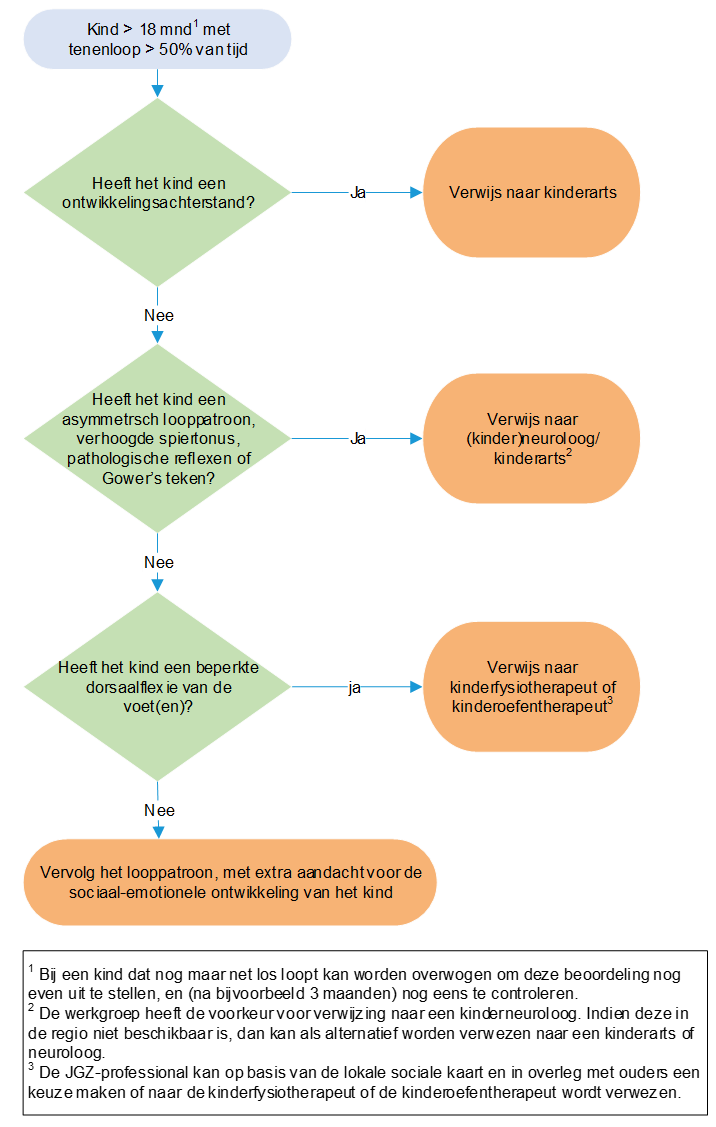 Kind > 18 mnd¹ met
tenenloop > 50% van tijd
Heeft het kind een
ontwikkelingsachterstand?
Ja
Verwijs naar kinderarts
Nee
Heeft het kind een
asymmetrsch looppatroon,
verhoogde spiertonus,
pathologische reflexen of
Gower's teken?
Ja
Verwijs naar
(kinder)neuroloog/
kinderarts²
Nee
Heeft het kind een beperkte
dorsaalflexie van de
voet(en)?
ja
Verwijs naar
kinderfysiotherapeut of
kinderoefentherapeut³
Nee
Vervolg het looppatroon, met extra aandacht voor de
sociaal-emotionele ontwikkeling van het kind
¹ Bij een kind dat nog maar net los loopt kan worden overwogen om deze beoordeling nog
even uit te stellen, en (na bijvoorbeeld 3 maanden) nog eens te controleren.
² De werkgroep heeft de voorkeur voor verwijzing naar een kinderneuroloog. Indien deze in
de regio niet beschikbaar is, dan kan als alternatief worden verwezen naar een kinderarts of
neuroloog.
³ De JGZ-professional kan op basis van de lokale sociale kaart en in overleg met ouders een
keuze maken of naar de kinderfysiotherapeut of de kinderoefentherapeut wordt verwezen.